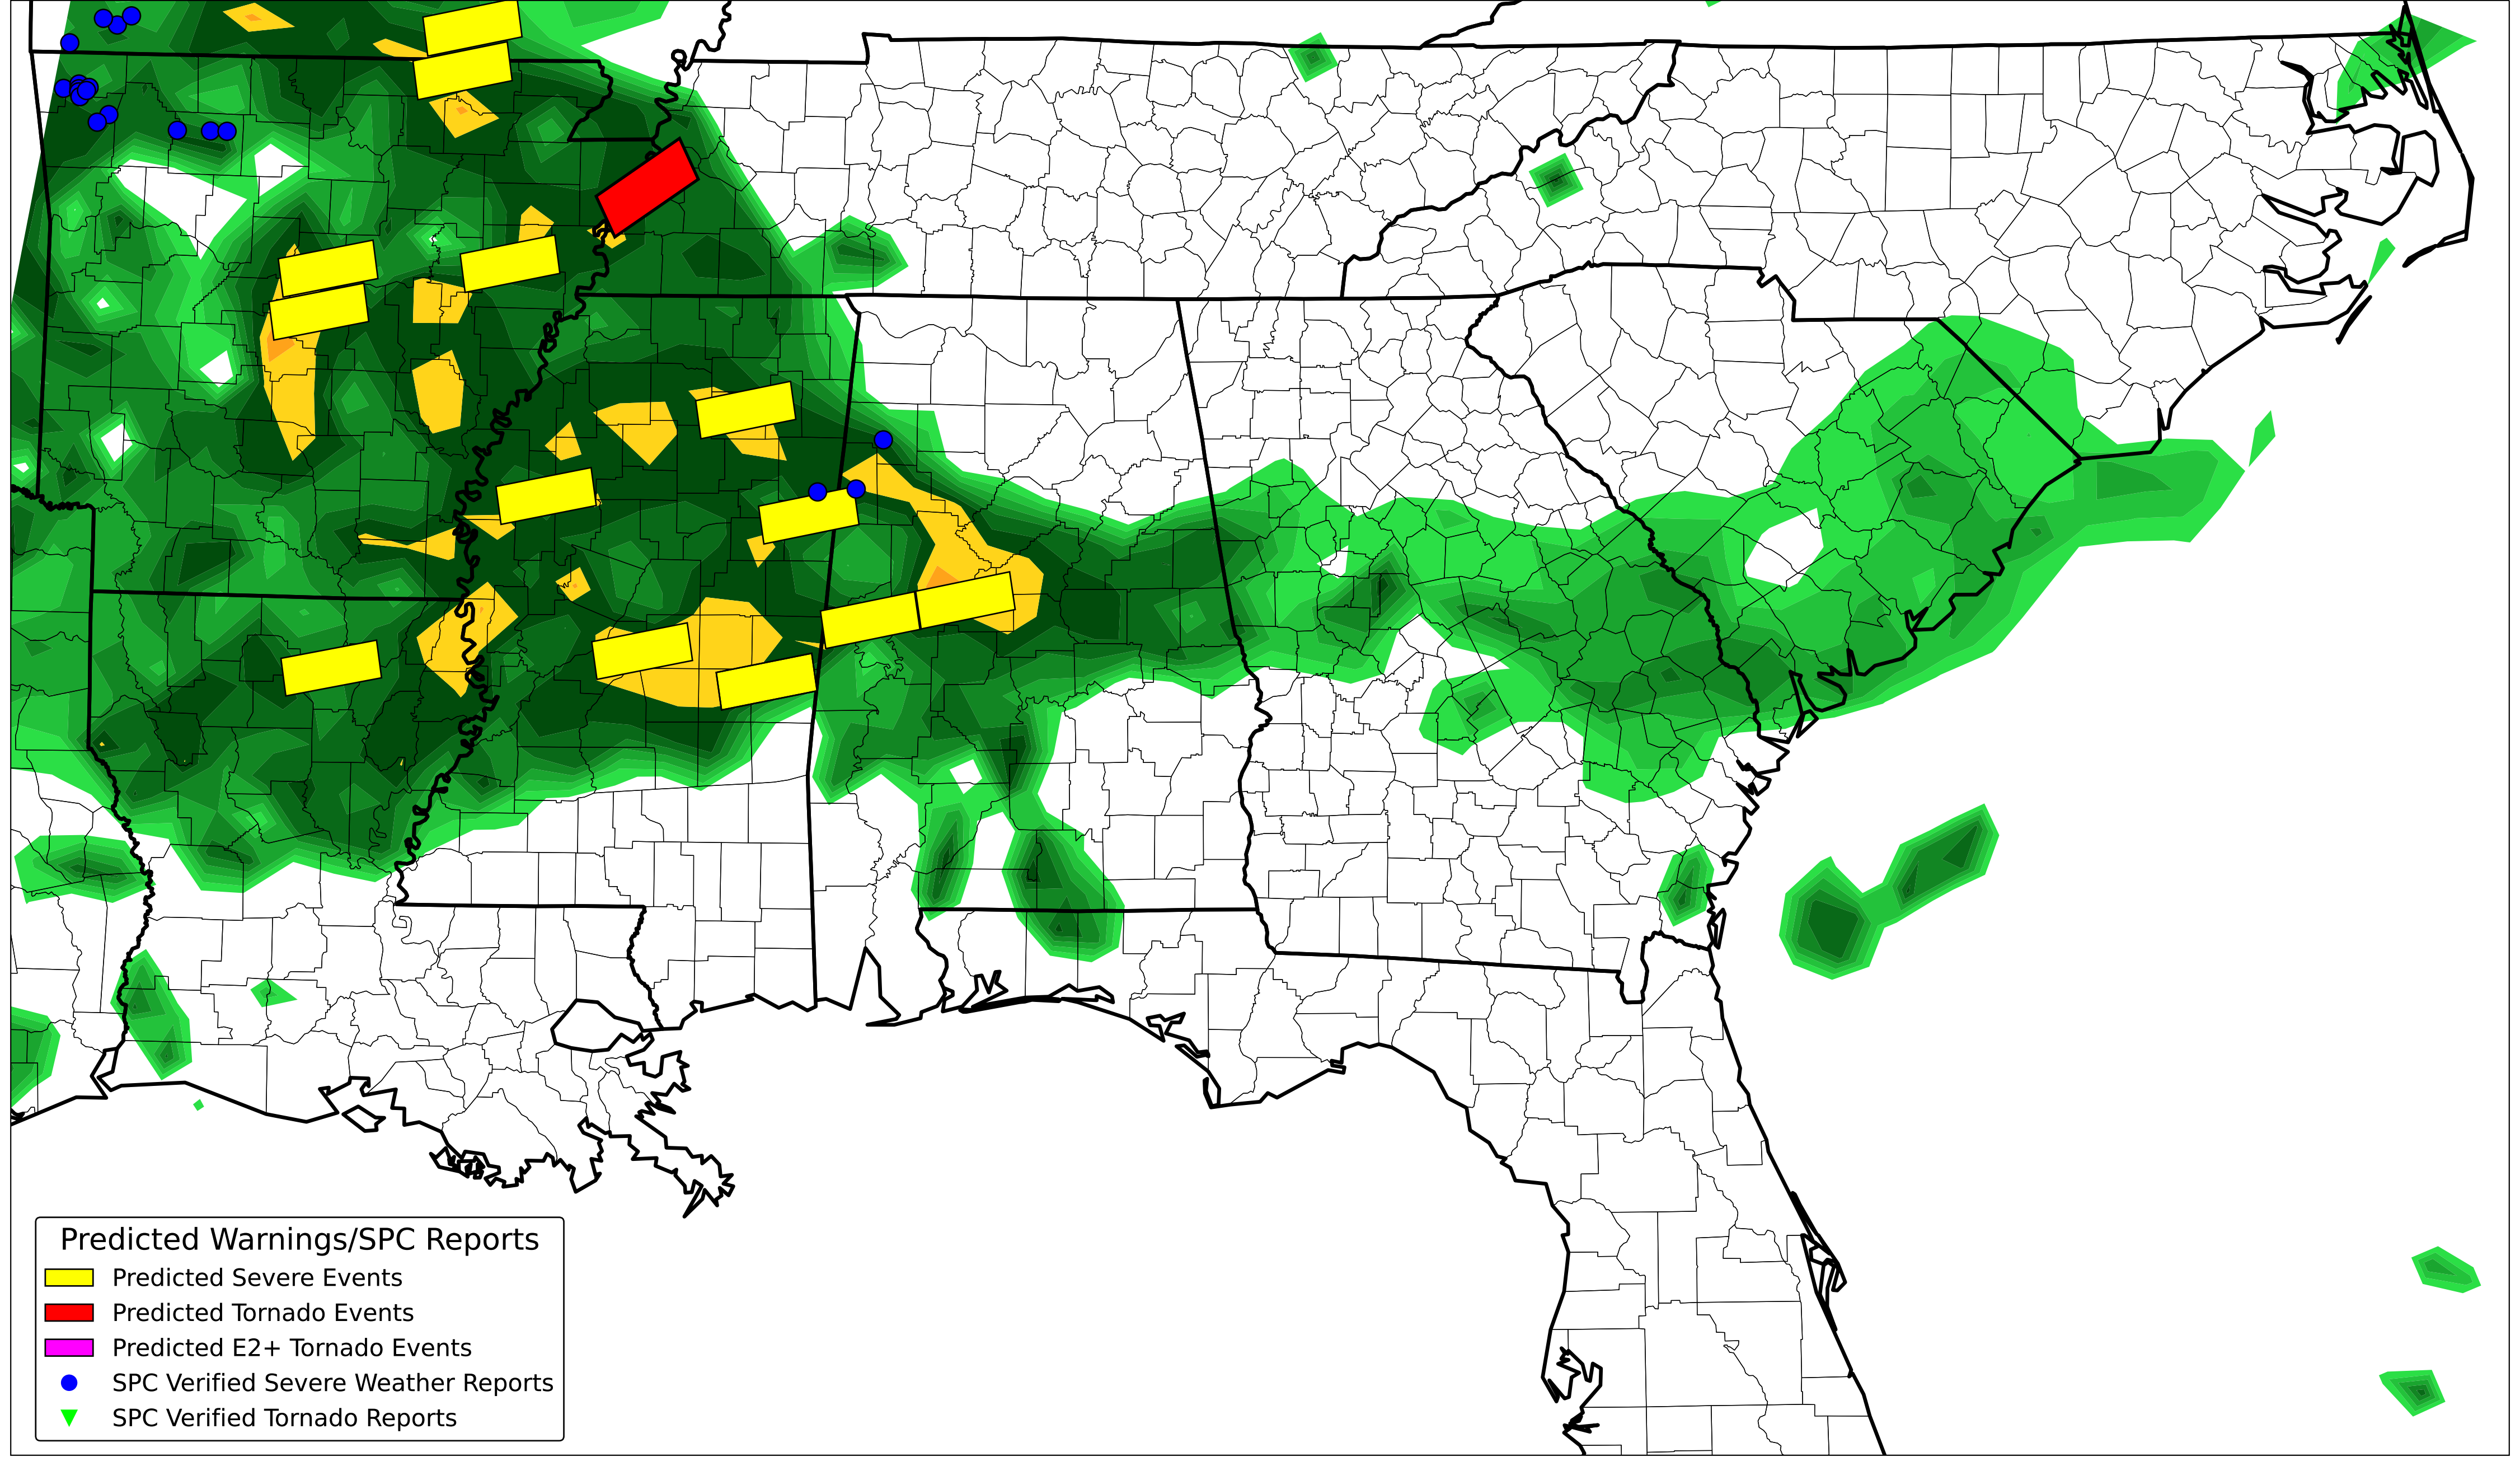 Predicted Warnings/SPC Reports
Predicted Severe Events
Predicted Tornado Events
Predicted E2+ Tornado Events
SPC Verified Severe Weather Reports
SPC Verified Tornado Reports